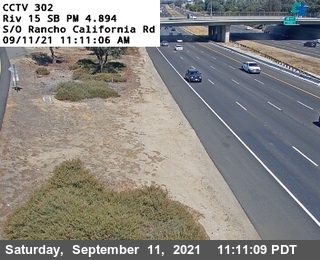 CCTV 302
Riv 15 SB PM 4.894
S/O Rancho California Rd
09/11/21 11:11:06 AM
Saturday, September 11, 2021 11:11:09 PDT